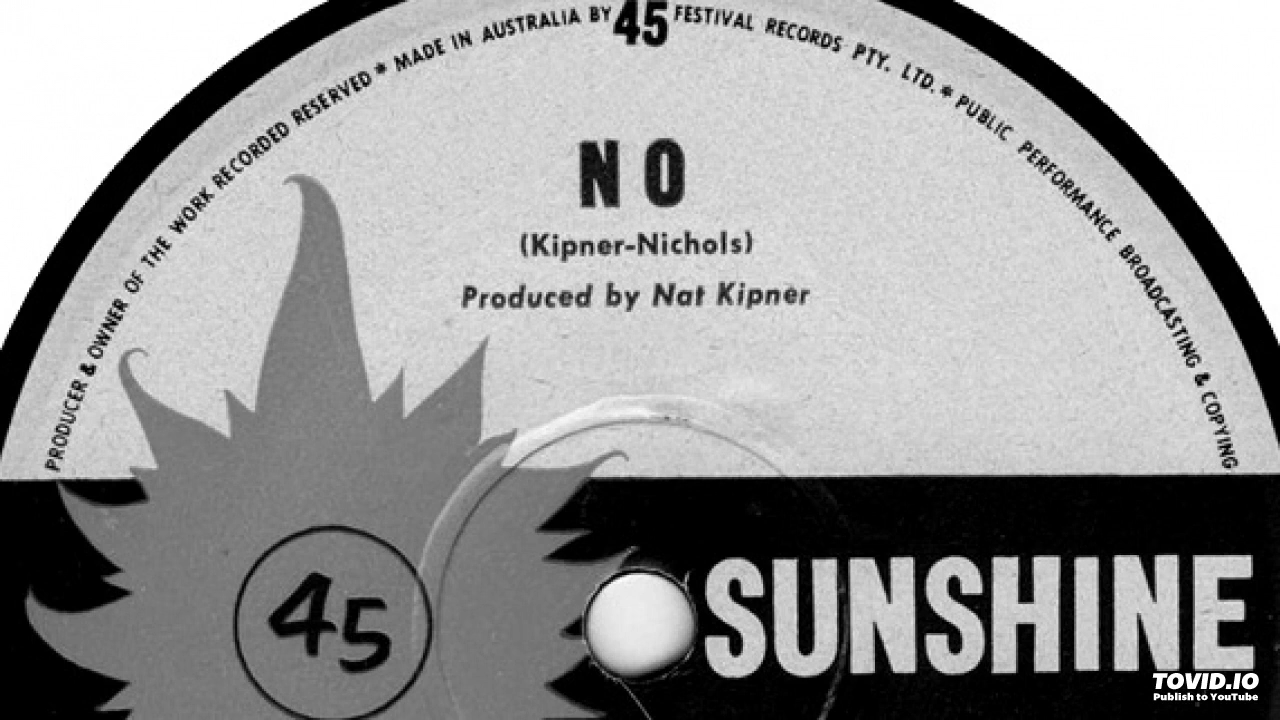 PRODUCER & OWNER OF THE WORK RECORDED RESERVED * MADE IN AUSTRALIA BY 45 FESTIVAL RECORDS PTY. LTD. * PUBLIC PERFORMANCE BROADCASTING & COPYING
NO
(Kipner-Nichols)
Produced by Nat Kipner
45
SUNSHINE
TOVID.IO
Publish to YouTube